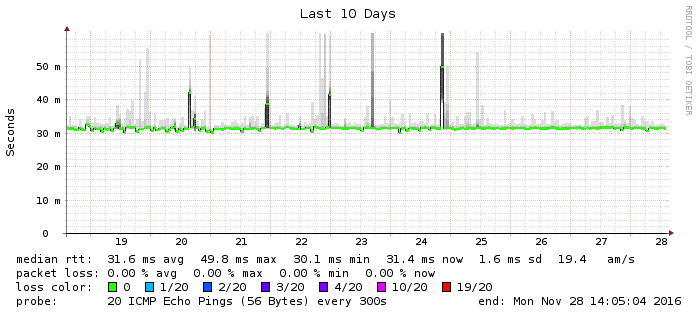 Last 10 Days
RRDTOOL / TOBI OETIKER
Seconds
50 m
40 m
30 m
20 m
10 m
0
19 20 21 22 23 24 25 26 27 28
median rtt: 31.6 ms avg 49.8 ms max 30.1 ms min 31.4 ms now 1.6 ms sd 19.4 am/s
packet loss: 0.00 % avg 0.00 % max 0.00 % min 0.00 % now
loss color: 0 1/20 2/20 3/20 4/20 10/20 19/20
probe: 20 ICMP Echo Pings (56 Bytes) every 300s end: Mon Nov 28 14:05:04 2016